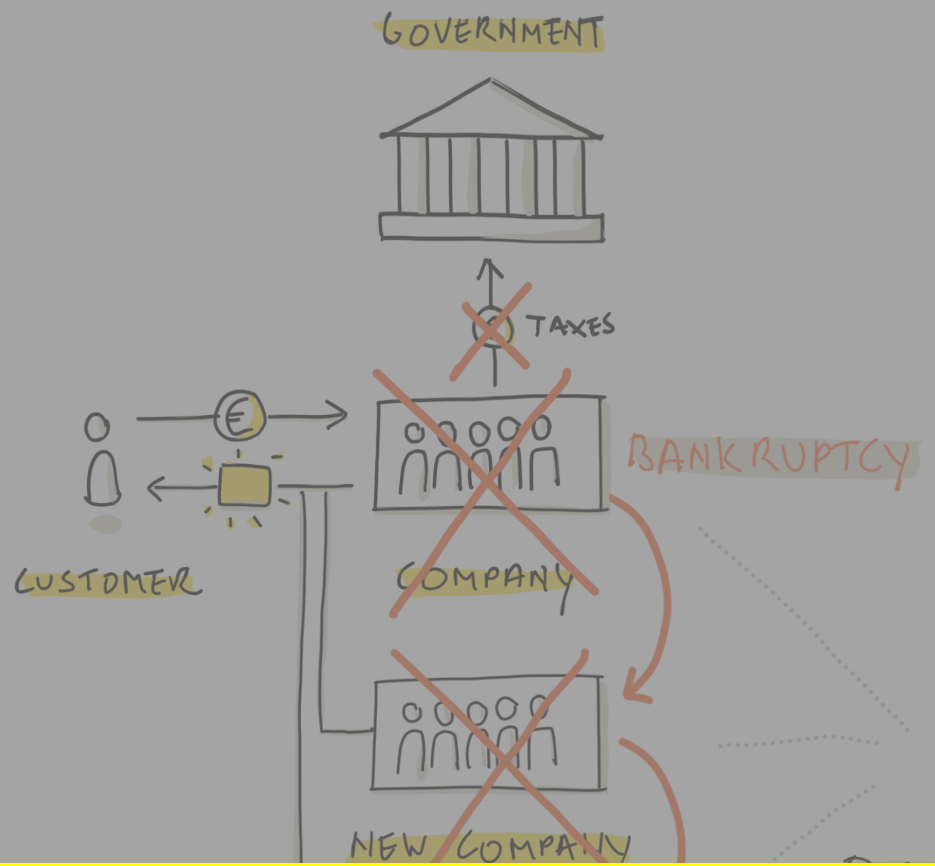 GOVERNMENT
TAXES
€
BANKRUPTCY
CUSTOMER
COMPANY
NEW COMPANY